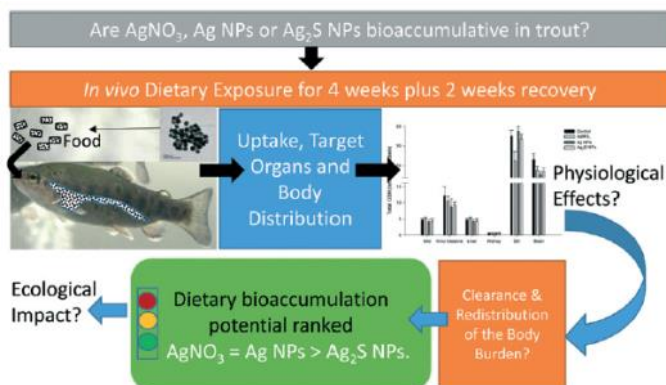 Are AgNO₃, Ag NPs or Ag₂S NPs bioaccumulative in trout?
In vivo Dietary Exposure for 4 weeks plus 2 weeks recovery
Food
Uptake, Target
Organs and
Body
Distribution
Control
Physiological
Effects?
Clearance &
Redistribution
of the Body
Burden?
Dietary bioaccumulation
potential ranked
AgNO₃ = Ag NPs > Ag₂S NPs.
Ecological
Impact?